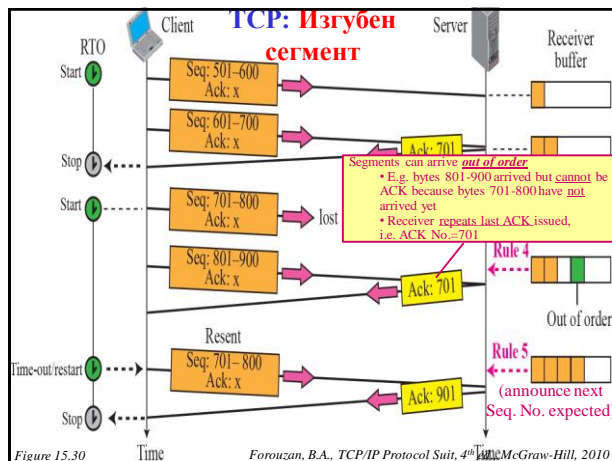 TCP: Изгубен
сегмент
Client
Server
RTO
Receiver
buffer
Start
Seq: 501–600
Ack: x
Seq: 601–700
Ack: x
Ack: 701
Stop
Segments can arrive out of order
• E.g. bytes 801-900 arrived but cannot be
ACK because bytes 701-800 have not
arrived yet
• Receiver repeats last ACK issued,
i.e. ACK No.=701
Start
Seq: 701–800
Ack: x
lost
Seq: 801–900
Ack: x
Ack: 701
Rule 4
Out of order
Resent
Time-out/restart
Seq: 701– 800
Ack: x
Rule 5
(announce next
Seq. No. expected)
Ack: 901
Stop
Time
Time
Figure 15.30
Forouzan, B.A., TCP/IP Protocol Suit, 4th McGraw-Hill, 2010